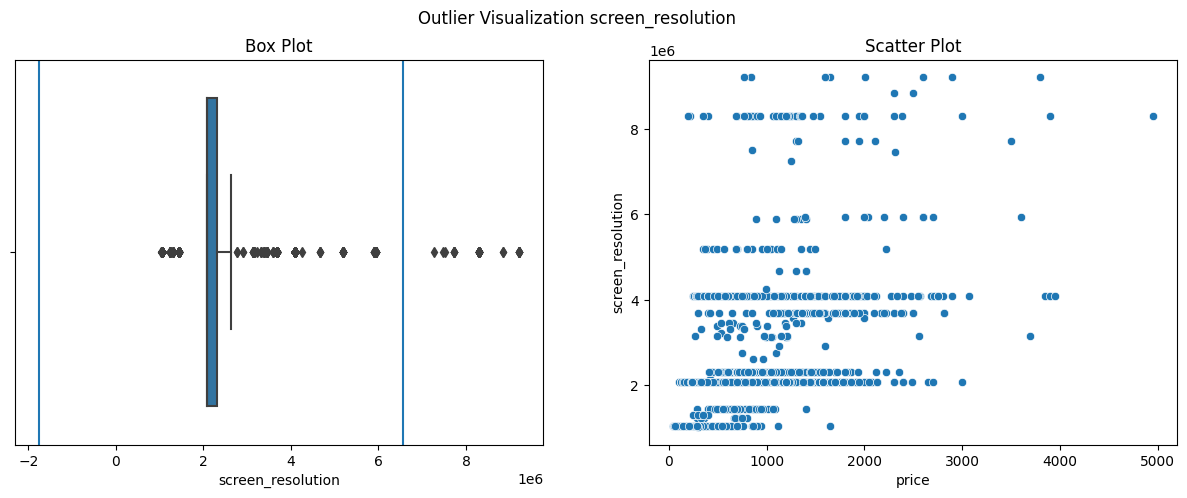 Outlier Visualization screen_resolution
Box Plot
−2
0
2
4
6
8
1e6
screen_resolution
Scatter Plot
1e6
8
6
4
2
screen_resolution
0
1000
2000
3000
4000
5000
price